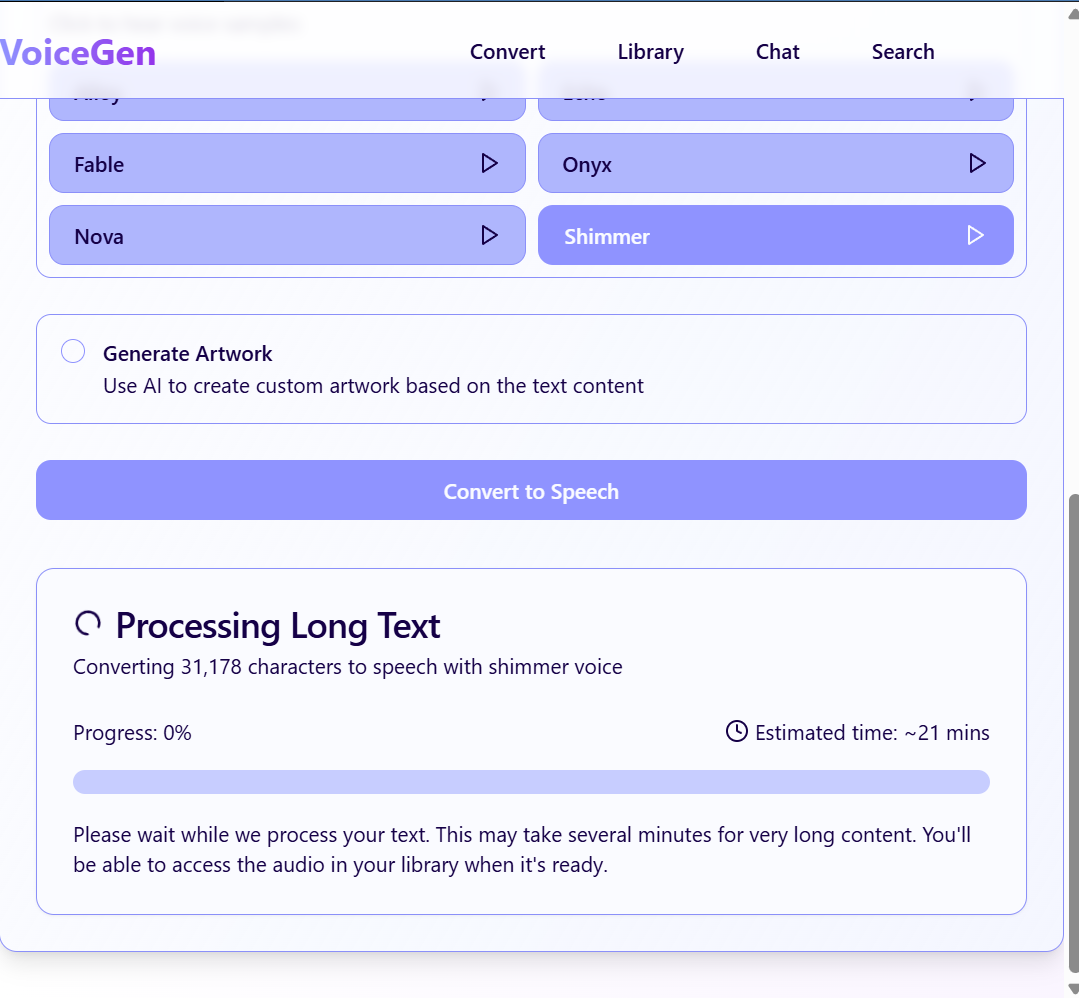 VoiceGen
Convert
Library
Chat
Search
Fable
Onyx
Nova
Shimmer
Generate Artwork
Use AI to create custom artwork based on the text content
Convert to Speech
Processing Long Text
Converting 31,178 characters to speech with shimmer voice
Progress: 0%
Estimated time: ~21 mins
Please wait while we process your text. This may take several minutes for very long content. You'll
be able to access the audio in your library when it's ready.